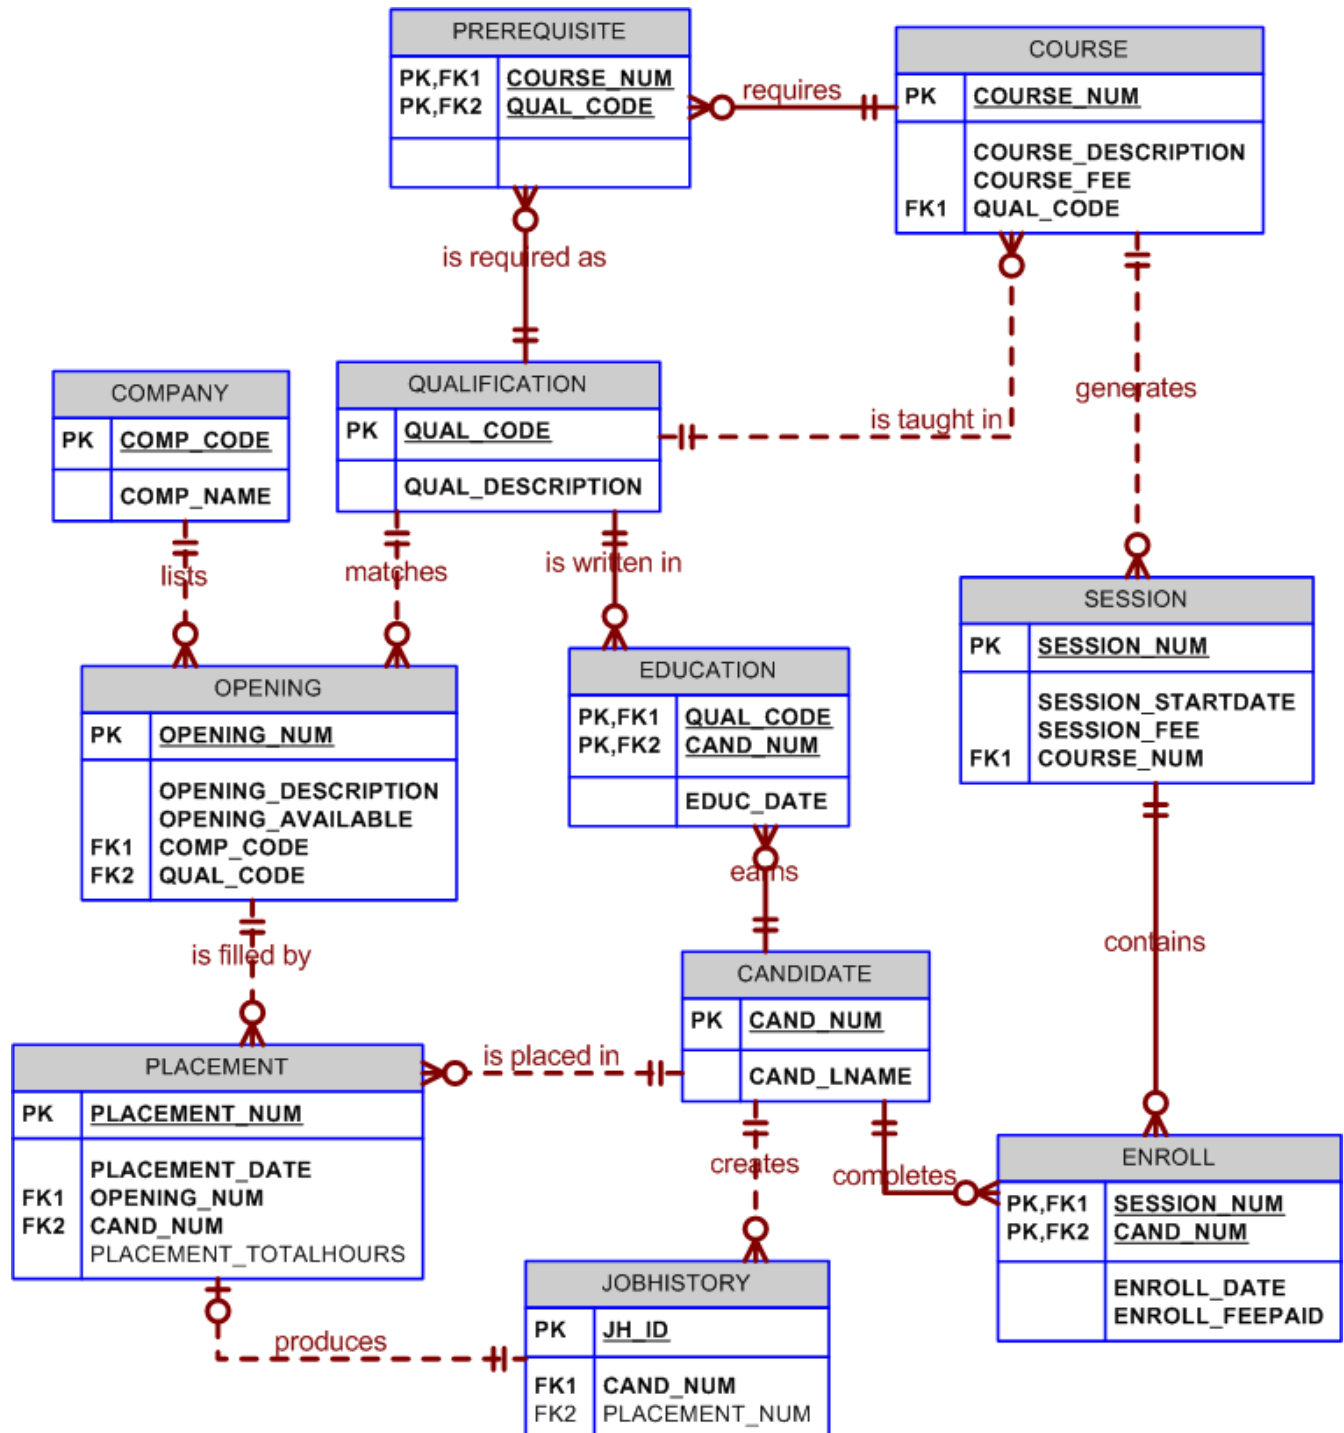 PREREQUISITE
PK,FK1 COURSE_NUM
PK,FK2 QUAL_CODE
requires
COURSE
PK COURSE_NUM
COURSE_DESCRIPTION
COURSE_FEE
FK1 QUAL_CODE
is required as
COMPANY
PK COMP_CODE
COMP_NAME
QUALIFICATION
PK QUAL_CODE
QUAL_DESCRIPTION
is taught in
generates
lists
matches
is written in
OPENING
PK OPENING_NUM
OPENING_DESCRIPTION
OPENING_AVAILABLE
FK1 COMP_CODE
FK2 QUAL_CODE
EDUCATION
PK,FK1 QUAL_CODE
PK,FK2 CAND_NUM
EDUC_DATE
SESSION
PK SESSION_NUM
SESSION_STARTDATE
SESSION_FEE
FK1 COURSE_NUM
earns
is filled by
contains
CANDIDATE
PK CAND_NUM
CAND_LNAME
is placed in
PLACEMENT
PK PLACEMENT_NUM
PLACEMENT_DATE
FK1 OPENING_NUM
FK2 CAND_NUM
PLACEMENT_TOTALHOURS
creates
completes
ENROLL
PK,FK1 SESSION_NUM
PK,FK2 CAND_NUM
ENROLL_DATE
ENROLL_FEEPAID
produces
JOBHISTORY
PK JH_ID
FK1 CAND_NUM
FK2 PLACEMENT_NUM